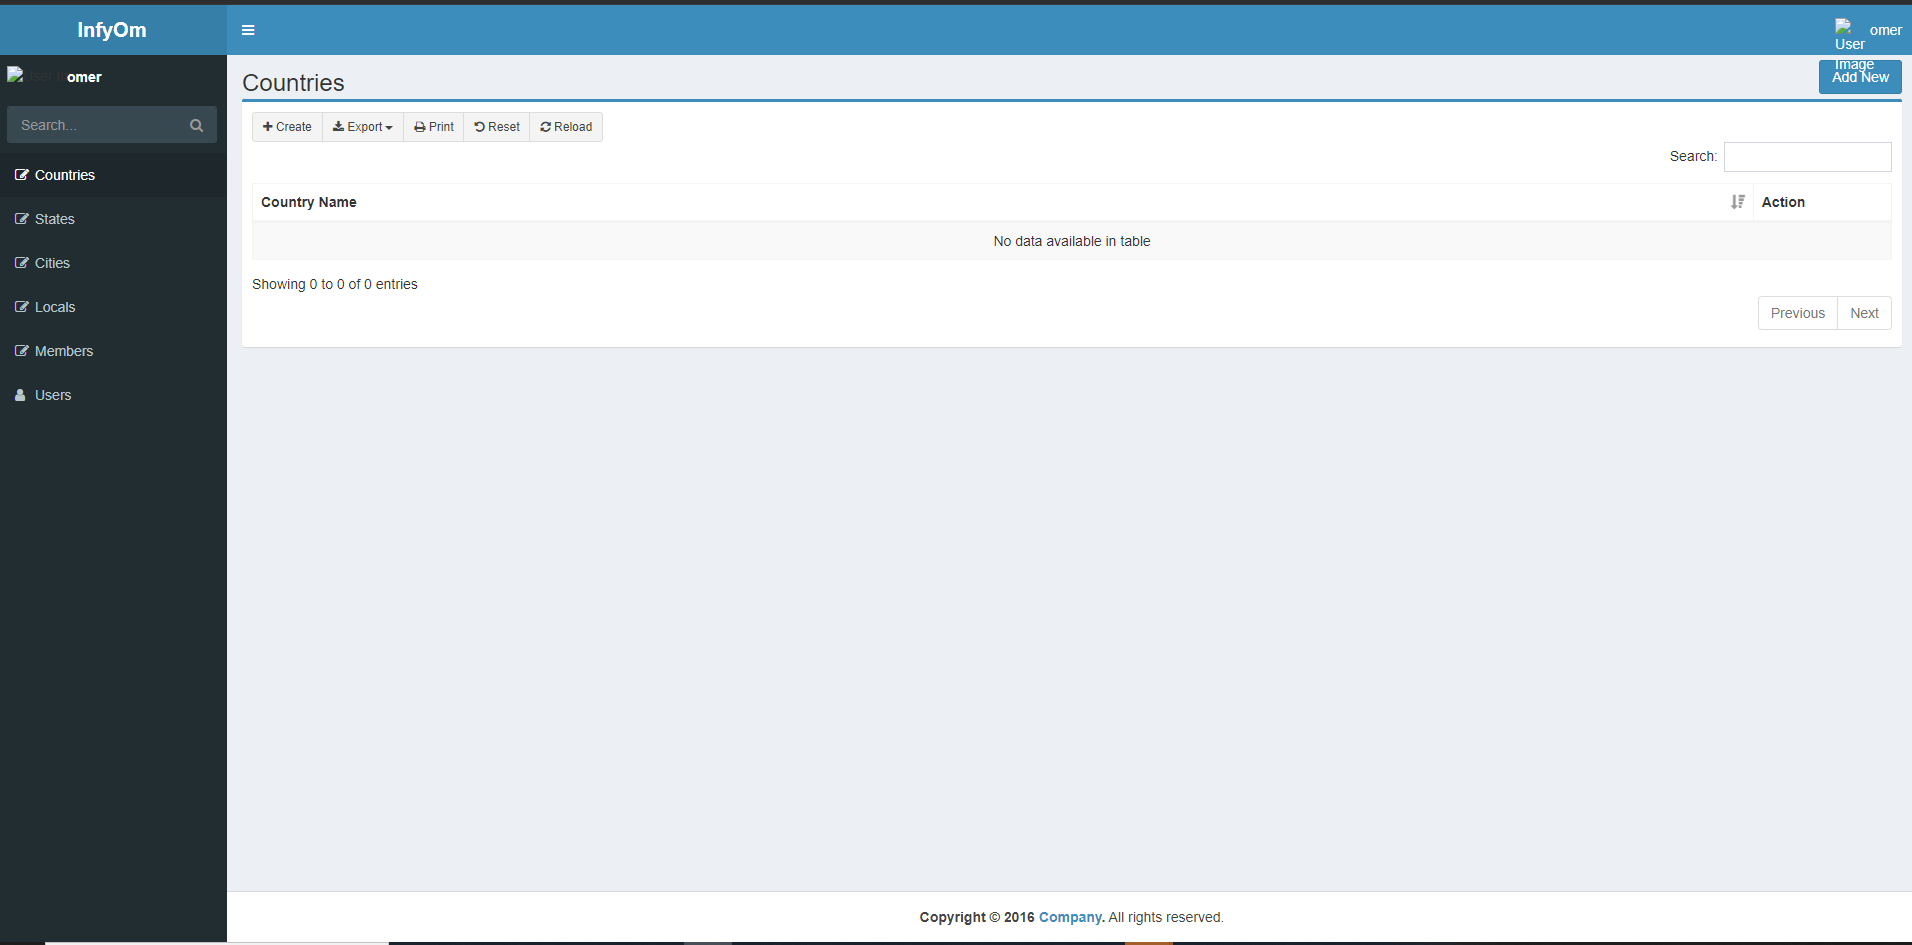 InfyOm
User
Image
omer
User
omer
Search...
Countries
States
Cities
Locals
Members
Users
Countries
Add New
Create Export Print Reset Reload
Search:
Country Name Action
No data available in table
Showing 0 to 0 of 0 entries
Previous Next
Copyright © 2016 Company. All rights reserved.